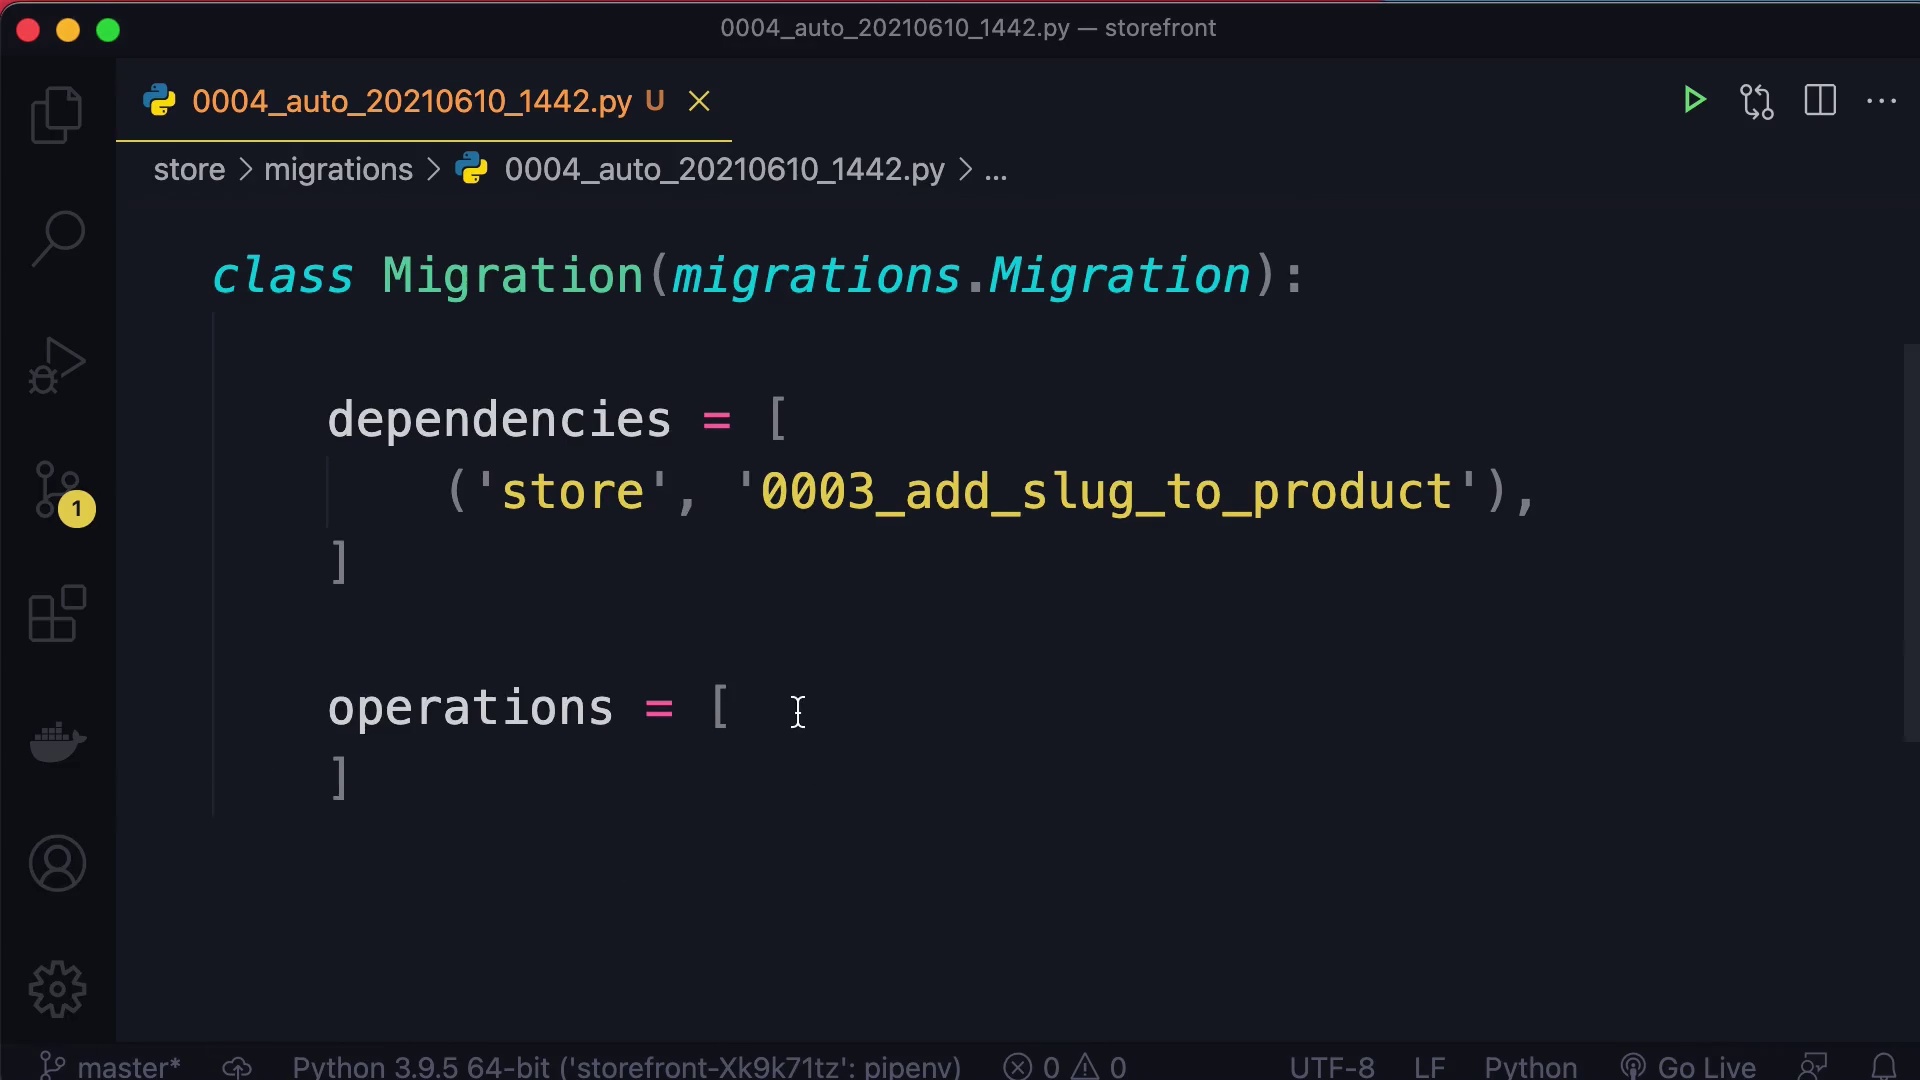 0004_auto_20210610_1442.py — storefront
0004_auto_20210610_1442.py U
store > migrations > 0004_auto_20210610_1442.py > ...
class Migration(migrations.Migration):
dependencies = [
('store', '0003_add_slug_to_product'),
]
operations = [
]
1
master* Python 3.9.5 64-bit ('storefront-Xk9k71tz': pipenv) 0 0 UTF-8 LF Python Go Live